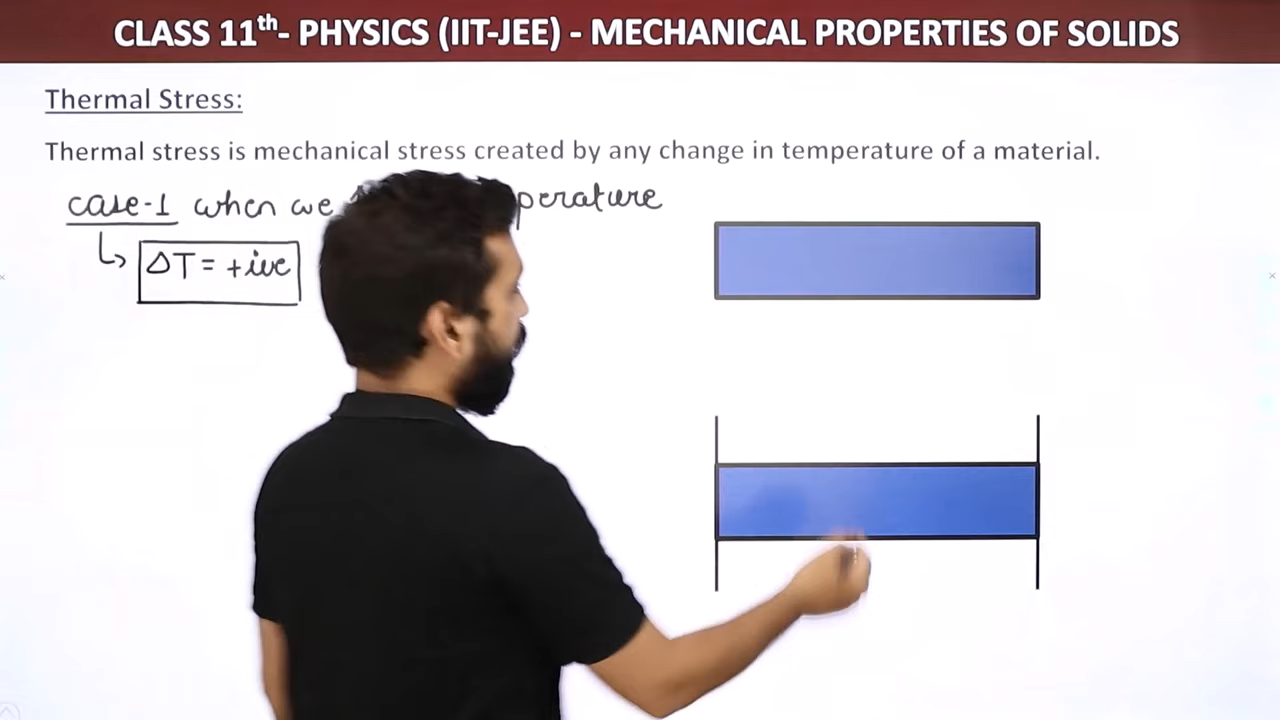 CLASS 11th- PHYSICS (IIT-JEE) - MECHANICAL PROPERTIES OF SOLIDS
Thermal Stress:
Thermal stress is mechanical stress created by any change in temperature of a material.
case-1 when we perature
ΔT = +ive